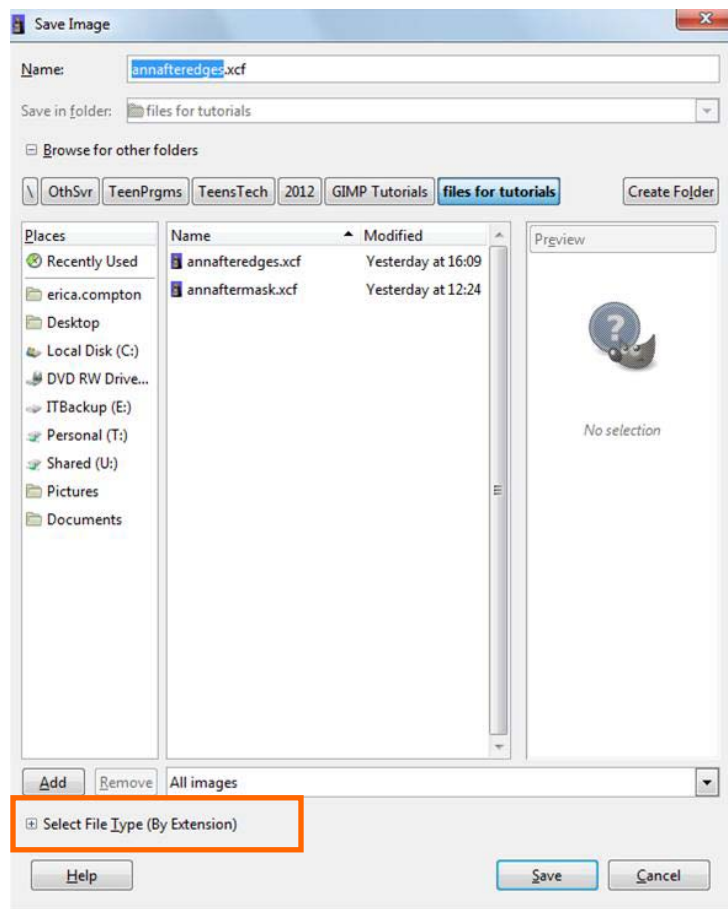 Save Image
Name: annafteredges.xcf
Save in folder: files for tutorials
Browse for other folders
\ OthSvr TeenPrgms TeensTech 2012 GIMP Tutorials files for tutorials Create Folder
Places Name Modified Preview
Recently Used annafteredges.xcf Yesterday at 16:09
erica.compton annaftermask.xcf Yesterday at 12:24
Desktop
Local Disk (C:)
DVD RW Drive...
ITBackup (E:)
Personal (T:) No selection
Shared (U:)
Pictures
Documents
Add Remove All images
Select File Type (By Extension)
Help Save Cancel